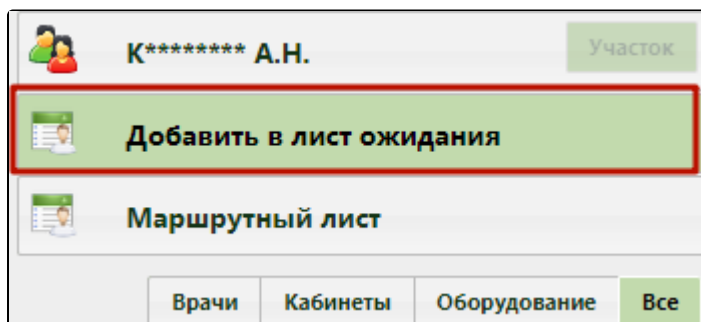 К******** А.Н. Участок
Добавить в лист ожидания
Маршрутный лист
Врачи Кабинеты Оборудование Все